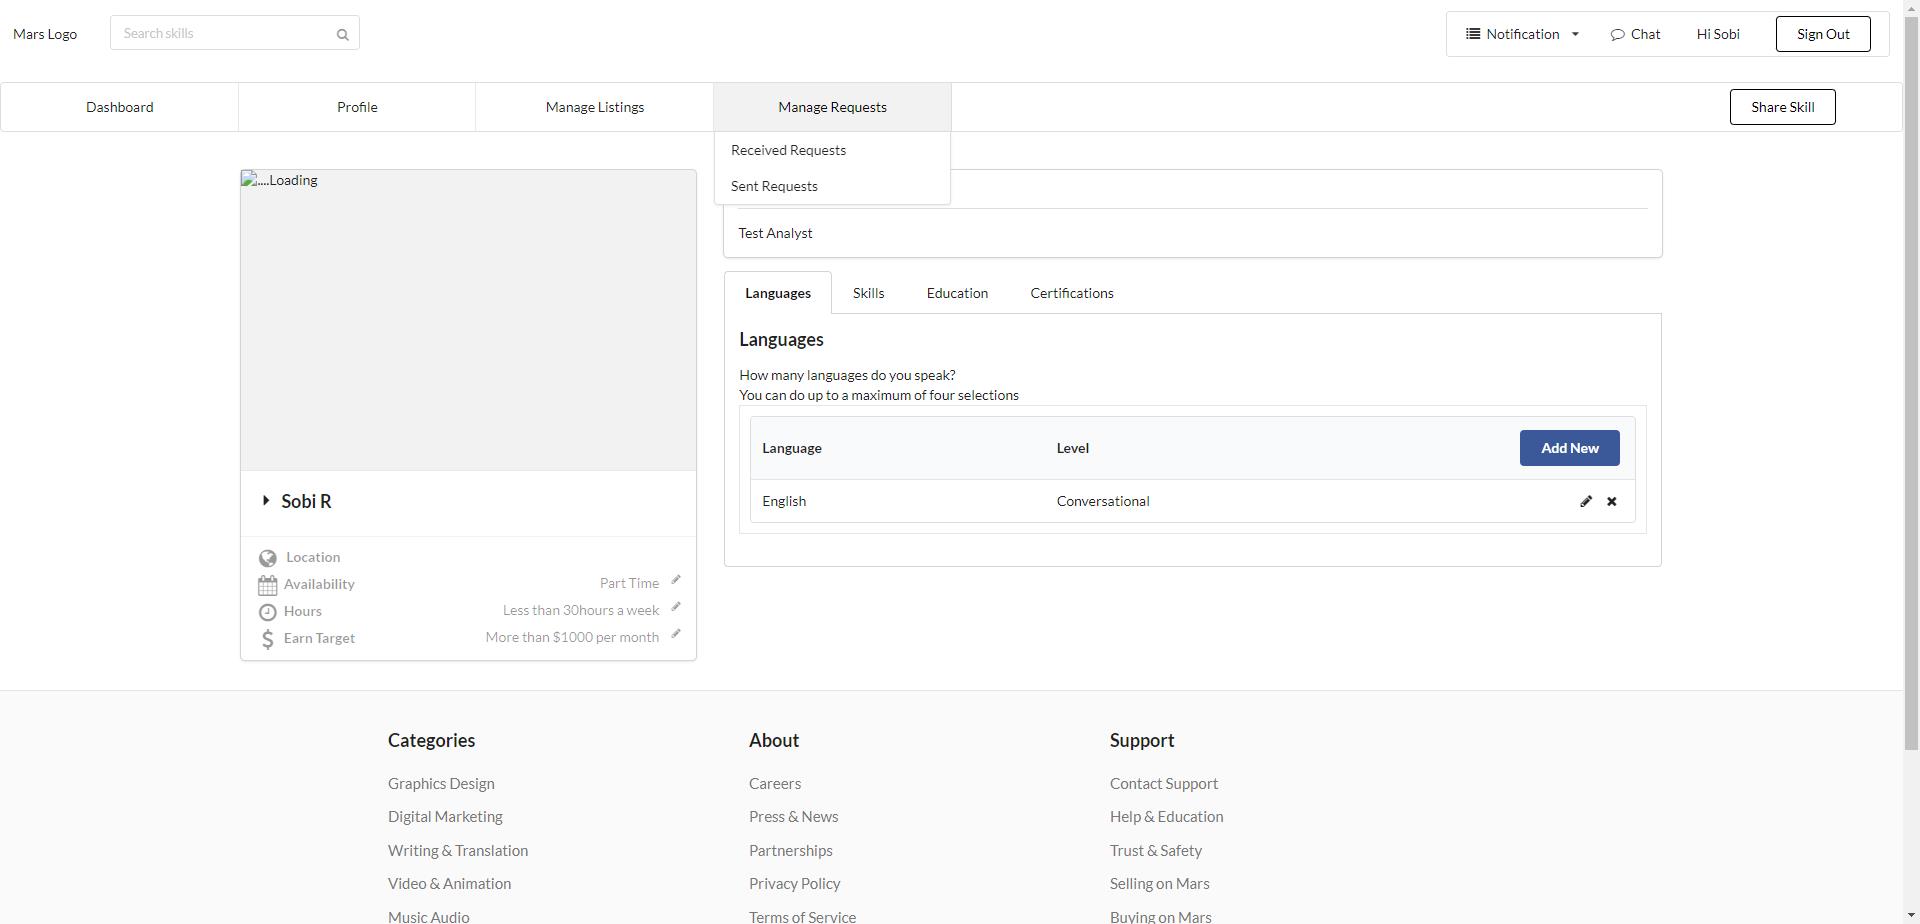 Mars Logo
Search skills
Notification
Chat
Hi Sobi
Sign Out
Dashboard
Profile
Manage Listings
Manage Requests
Share Skill
Received Requests
Sent Requests
....Loading
Test Analyst
Languages
Skills
Education
Certifications
Languages
How many languages do you speak?
You can do up to a maximum of four selections
Language
Level
Add New
English
Conversational
Sobi R
Location
Availability
Part Time
Hours
Less than 30hours a week
Earn Target
More than $1000 per month
Categories
Graphics Design
Digital Marketing
Writing & Translation
Video & Animation
Music Audio
About
Careers
Press & News
Partnerships
Privacy Policy
Terms of Service
Support
Contact Support
Help & Education
Trust & Safety
Selling on Mars
Buying on Mars